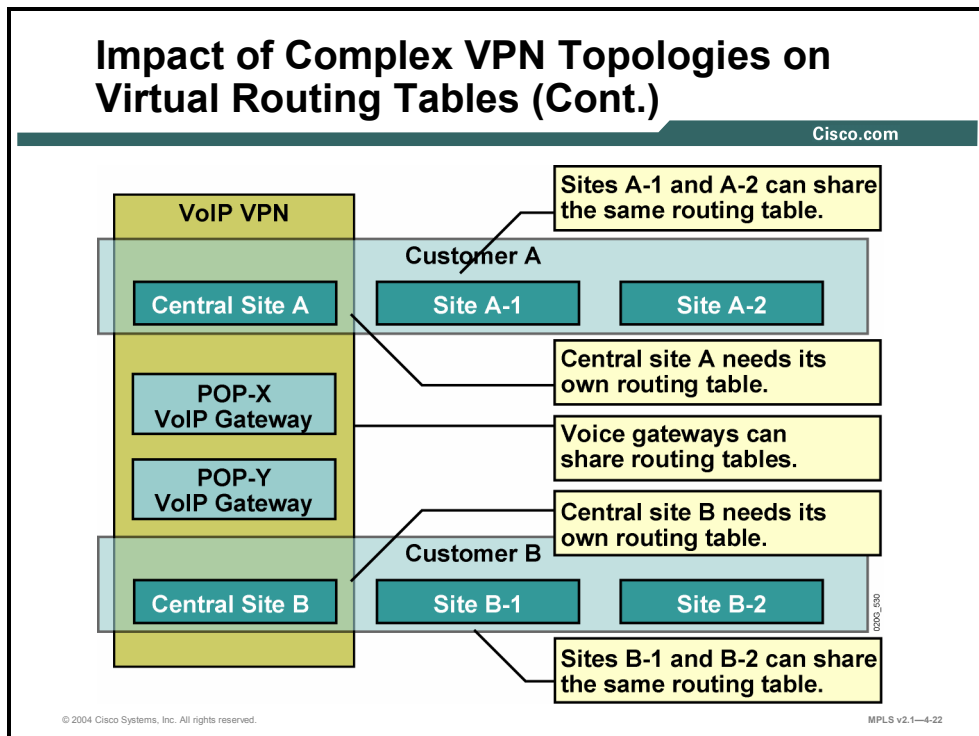 Impact of Complex VPN Topologies on
Virtual Routing Tables (Cont.)
Cisco.com
VoIP VPN
Sites A-1 and A-2 can share
the same routing table.
Customer A
Central Site A
Site A-1
Site A-2
Central site A needs its
own routing table.
POP-X
VoIP Gateway
Voice gateways can
share routing tables.
POP-Y
VoIP Gateway
Central site B needs its
own routing table.
Customer B
Central Site B
Site B-1
Site B-2
020G_530
Sites B-1 and B-2 can share
the same routing table.
© 2004 Cisco Systems, Inc. All rights reserved.
MPLS v2.1—4-22